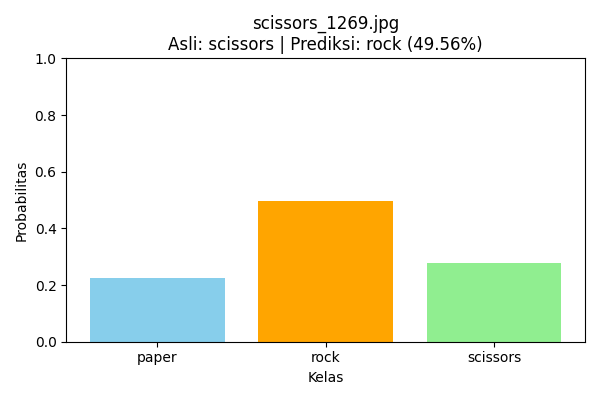 scissors_1269.jpg
Asli: scissors | Prediksi: rock (49.56%)
1.0
0.8
0.6
0.4
0.2
0.0
Probabilitas
paper rock scissors
Kelas